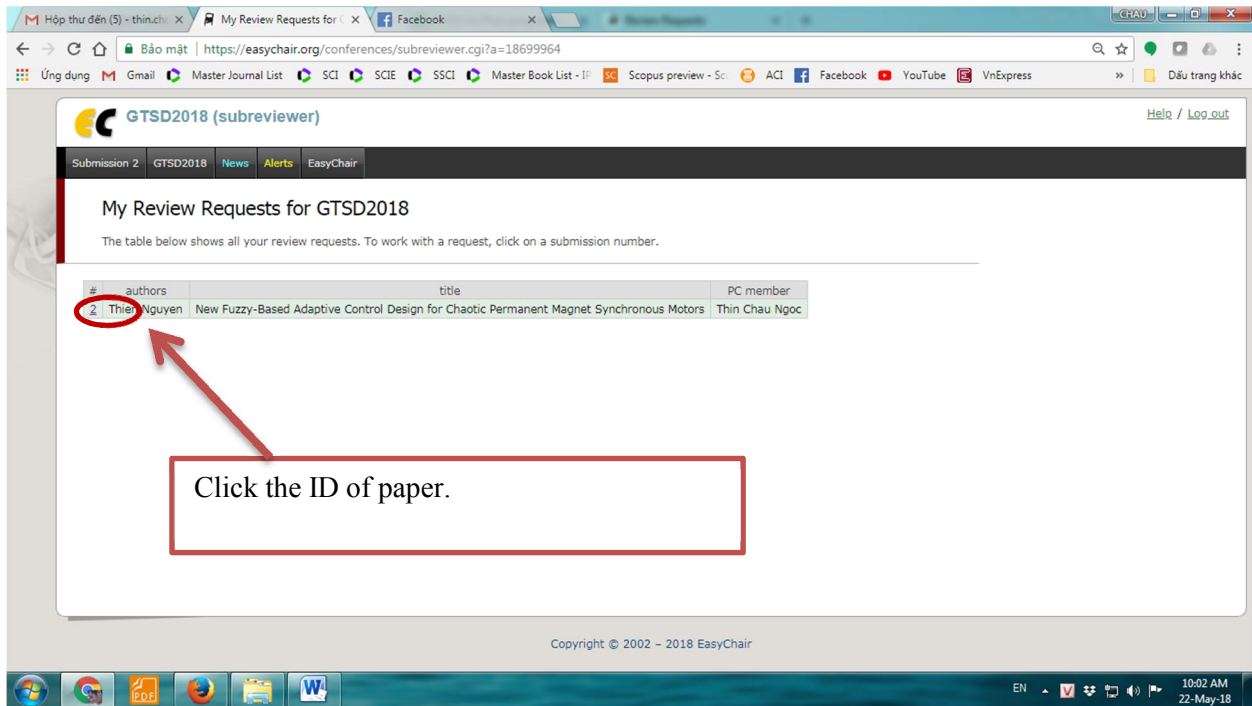 Hộp thư đến (5) - thin.ch
My Review Requests for
Facebook
CHAU
Bảo mật | https://easychair.org/conferences/subreviewer.cgi?a=18699964
Ứng dụng Gmail Master Journal List SCI SCIE SSCI Master Book List - IP SC Scopus preview - Sc ACI Facebook YouTube VnExpress » Dấu trang khác
GTSD2018 (subreviewer)
Help / Log out
Submission 2 GTSD2018 News Alerts EasyChair
My Review Requests for GTSD2018
The table below shows all your review requests. To work with a request, click on a submission number.
# authors title PC member
2 Thien Nguyen New Fuzzy-Based Adaptive Control Design for Chaotic Permanent Magnet Synchronous Motors Thin Chau Ngoc
Click the ID of paper.
Copyright © 2002 – 2018 EasyChair
PDF
EN
10:02 AM
22-May-18